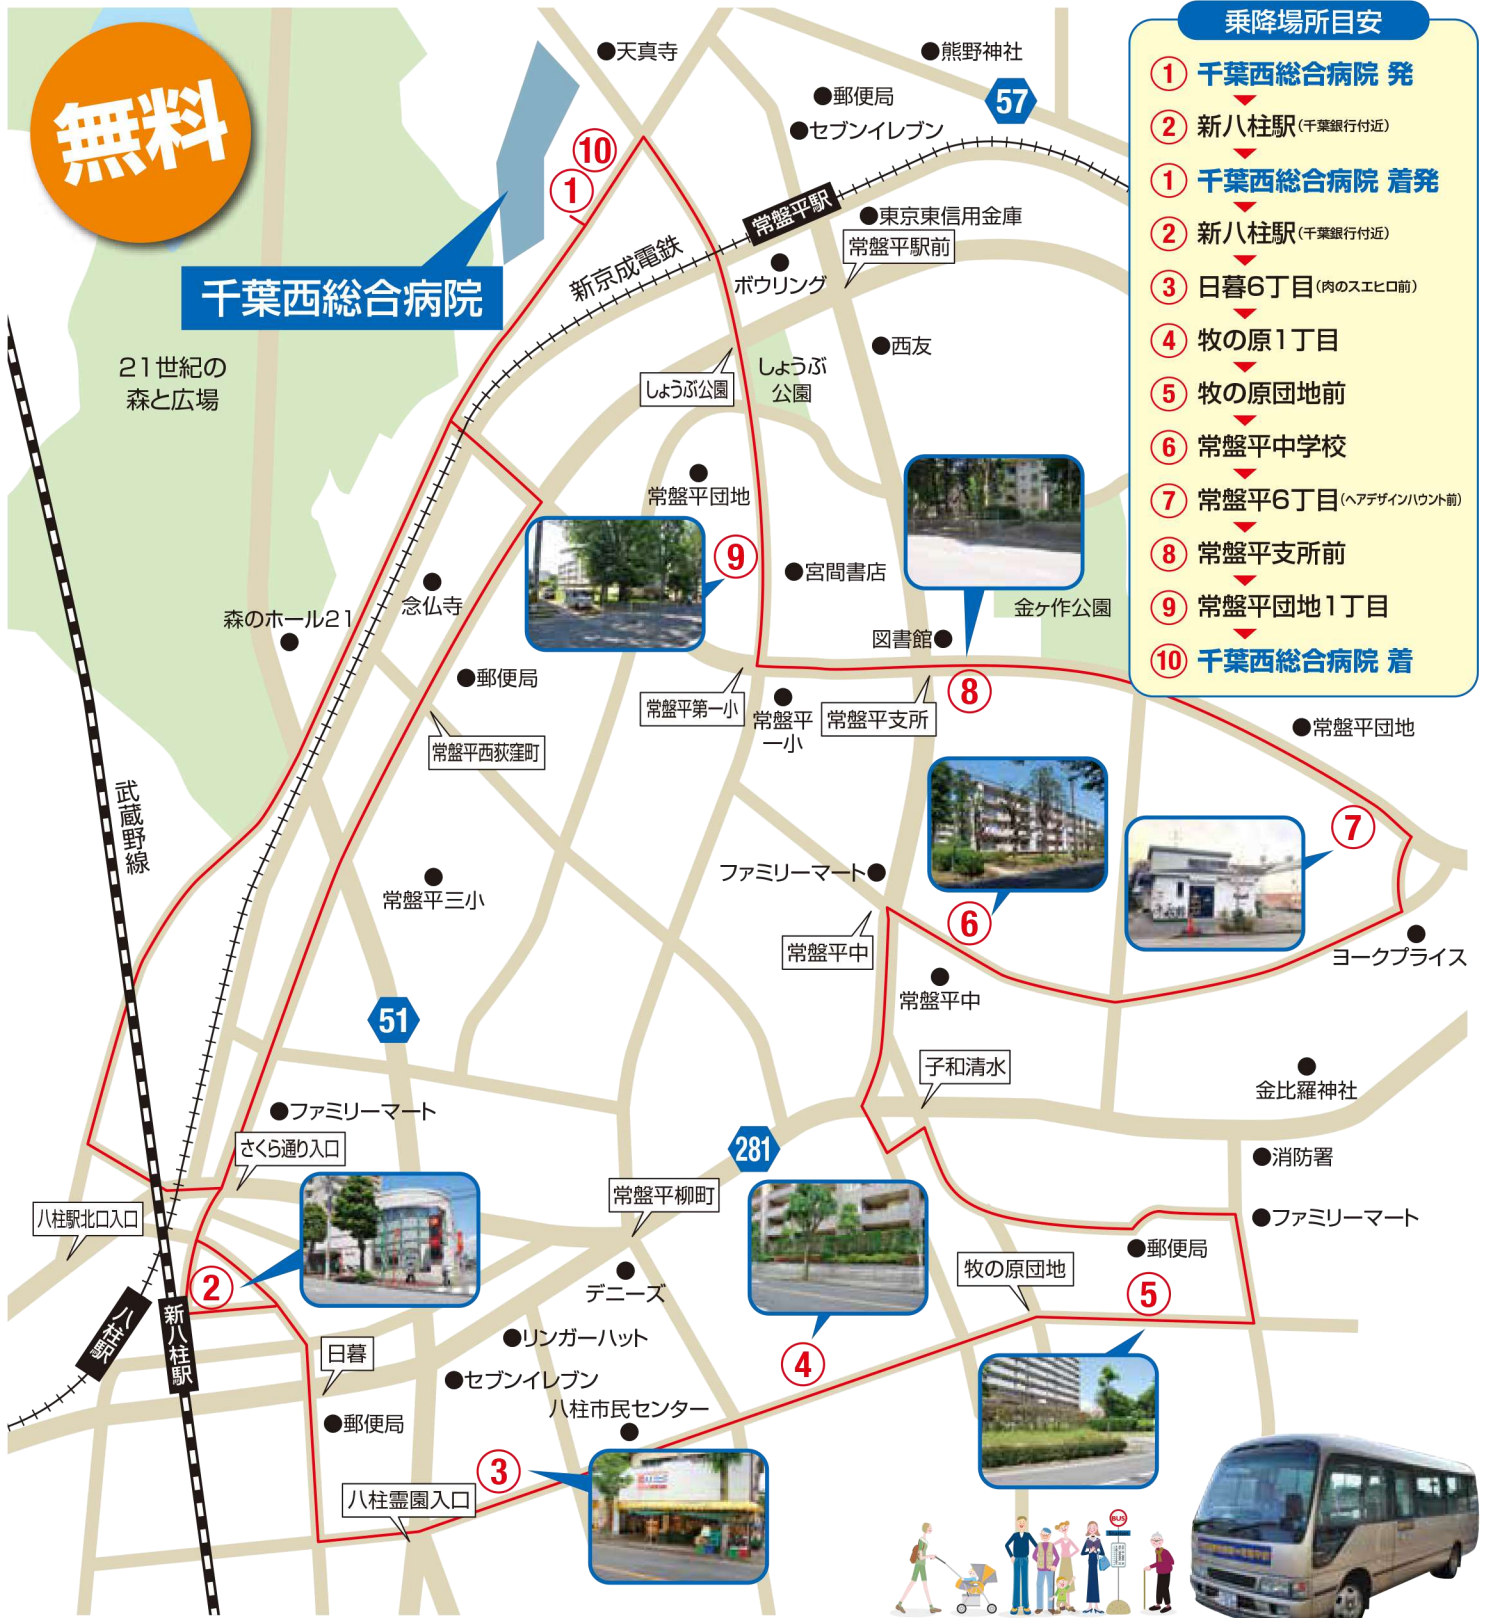 無料
乗降場所目安
① 千葉西総合病院 発
② 新八柱駅(千葉銀行付近)
① 千葉西総合病院 着発
② 新八柱駅(千葉銀行付近)
③ 日暮6丁目(肉のスエヒロ前)
④ 牧の原1丁目
⑤ 牧の原団地前
⑥ 常盤平中学校
⑦ 常盤平6丁目(ヘアデザインハウント前)
⑧ 常盤平支所前
⑨ 常盤平団地1丁目
⑩ 千葉西総合病院 着
天真寺
熊野神社
57
郵便局
セブンイレブン
⑩
①
常盤平駅
東京東信用金庫
常盤平駅前
新京成電鉄
ボウリング
千葉西総合病院
西友
21世紀の
森と広場
しょうぶ公園
しょうぶ
公園
常盤平団地
⑨
宮間書店
念仏寺
金ヶ作公園
森のホール21
図書館
郵便局
⑧
常盤平第一小
常盤平
一小
常盤平支所
常盤平団地
常盤平西荻窪町
武蔵野線
⑦
ファミリーマート
常盤平三小
⑥
常盤平中
ヨークプライス
常盤平中
51
子和清水
金比羅神社
ファミリーマート
さくら通り入口
281
消防署
常盤平柳町
八柱駅北口入口
ファミリーマート
郵便局
牧の原団地
②
デニーズ
⑤
八柱駅
新八柱駅
リンガーハット
日暮
④
セブンイレブン
八柱市民センター
郵便局
③
八柱霊園入口
BUS